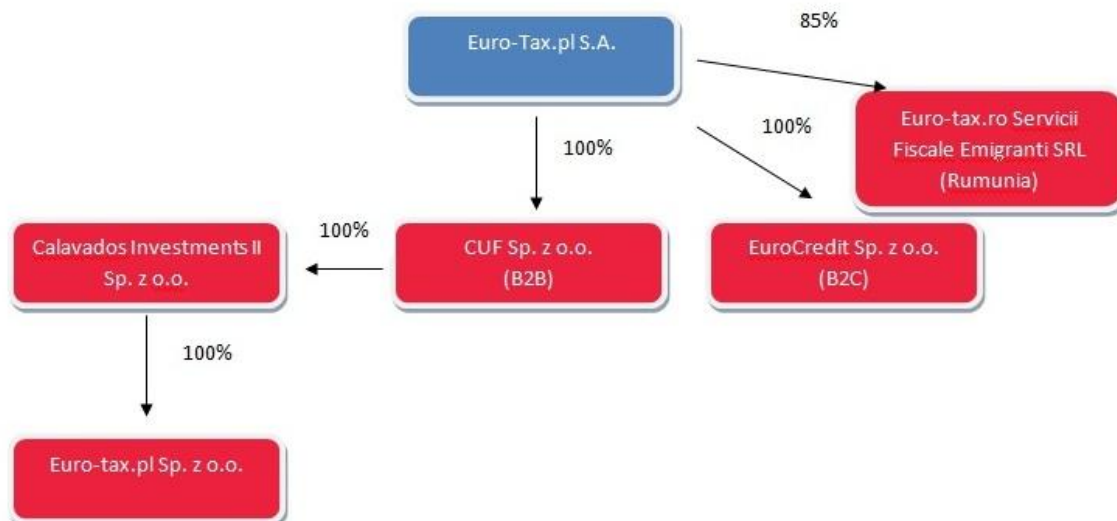 Euro-Tax.pl S.A.
85%
Euro-tax.ro Servicii
Fiscale Emigranti SRL
(Rumunia)
100%
100%
Calavados Investments II
Sp. z o.o.
100%
CUF Sp. z o.o.
(B2B)
EuroCredit Sp. z o.o.
(B2C)
100%
Euro-tax.pl Sp. z o.o.